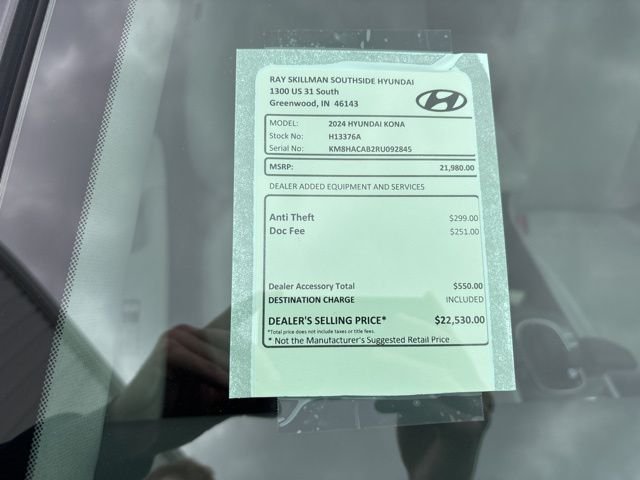 RAY SKILLMAN SOUTHSIDE HYUNDAI
1300 US 31 South
Greenwood, IN 46143
MODEL: 2024 HYUNDAI KONA
Stock No: H13376A
Serial No: KM8HACAB2RU092845
MSRP: 21,980.00
DEALER ADDED EQUIPMENT AND SERVICES
Anti Theft $299.00
Doc Fee $251.00
Dealer Accessory Total $550.00
DESTINATION CHARGE INCLUDED
DEALER'S SELLING PRICE* $22,530.00
*Total price does not include taxes or title fees.
* Not the Manufacturer's Suggested Retail Price